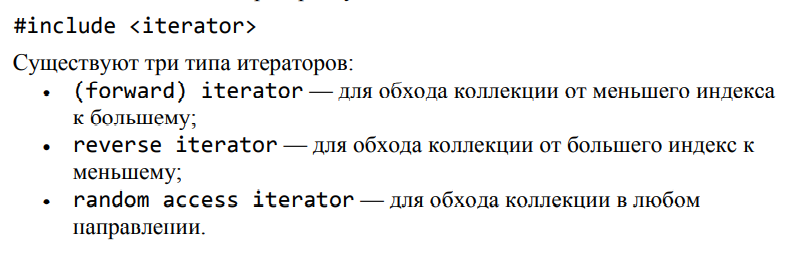 #include <iterator>
Существуют три типа итераторов:
• (forward) iterator — для обхода коллекции от меньшего индекса
к большему;
• reverse iterator — для обхода коллекции от большего индекс к
меньшему;
• random access iterator — для обхода коллекции в любом
направлении.